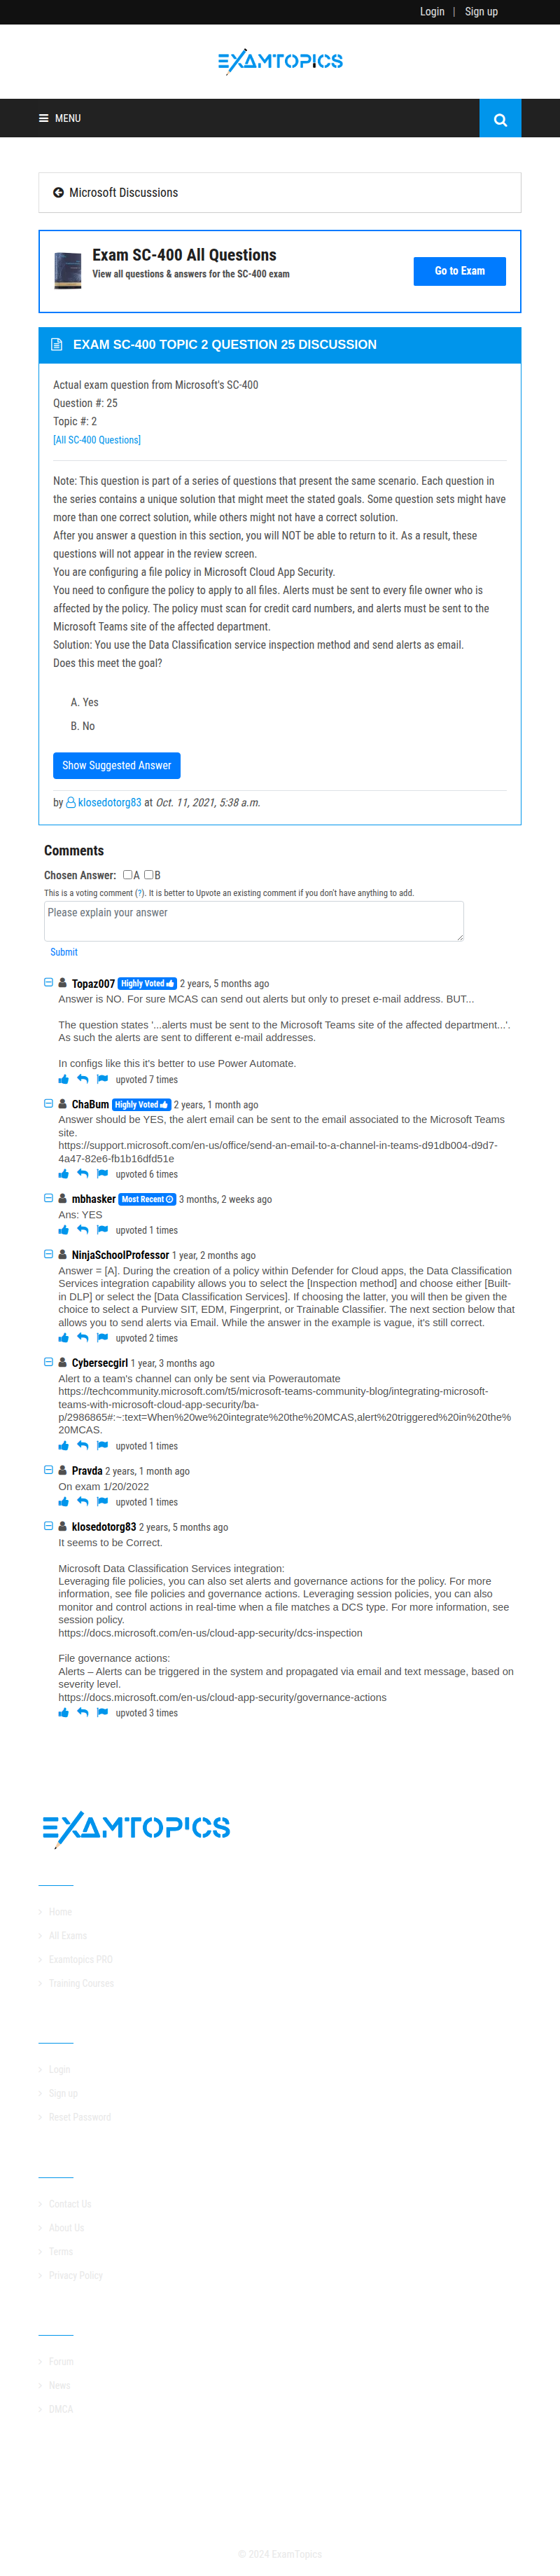 Login | Sign up
EXAMTOPICS
MENU
Microsoft Discussions
Exam SC-400 All Questions
View all questions & answers for the SC-400 exam
Go to Exam
EXAM SC-400 TOPIC 2 QUESTION 25 DISCUSSION
Actual exam question from Microsoft's SC-400
Question #: 25
Topic #: 2
[All SC-400 Questions]
Note: This question is part of a series of questions that present the same scenario. Each question in
the series contains a unique solution that might meet the stated goals. Some question sets might have
more than one correct solution, while others might not have a correct solution.
After you answer a question in this section, you will NOT be able to return to it. As a result, these
questions will not appear in the review screen.
You are configuring a file policy in Microsoft Cloud App Security.
You need to configure the policy to apply to all files. Alerts must be sent to every file owner who is
affected by the policy. The policy must scan for credit card numbers, and alerts must be sent to the
Microsoft Teams site of the affected department.
Solution: You use the Data Classification service inspection method and send alerts as email.
Does this meet the goal?
A. Yes
B. No
Show Suggested Answer
by klosedotorg83 at Oct. 11, 2021, 5:38 a.m.
Comments
Chosen Answer: A B
This is a voting comment (?). It is better to Upvote an existing comment if you don't have anything to add.
Please explain your answer
Submit
Topaz007 Highly Voted 2 years, 5 months ago
Answer is NO. For sure MCAS can send out alerts but only to preset e-mail address. BUT...
The question states '...alerts must be sent to the Microsoft Teams site of the affected department...'.
As such the alerts are sent to different e-mail addresses.
In configs like this it's better to use Power Automate.
upvoted 7 times
ChaBum Highly Voted 2 years, 1 month ago
Answer should be YES, the alert email can be sent to the email associated to the Microsoft Teams
site.
https://support.microsoft.com/en-us/office/send-an-email-to-a-channel-in-teams-d91db004-d9d7-
4a47-82e6-fb1b16dfd51e
upvoted 6 times
mbhasker Most Recent 3 months, 2 weeks ago
Ans: YES
upvoted 1 times
NinjaSchoolProfessor 1 year, 2 months ago
Answer = [A]. During the creation of a policy within Defender for Cloud apps, the Data Classification
Services integration capability allows you to select the [Inspection method] and choose either [Built-
in DLP] or select the [Data Classification Services]. If choosing the latter, you will then be given the
choice to select a Purview SIT, EDM, Fingerprint, or Trainable Classifier. The next section below that
allows you to send alerts via Email. While the answer in the example is vague, it's still correct.
upvoted 2 times
Cybersecgirl 1 year, 3 months ago
Alert to a team's channel can only be sent via Powerautomate
https://techcommunity.microsoft.com/t5/microsoft-teams-community-blog/integrating-microsoft-
teams-with-microsoft-cloud-app-security/ba-
p/2986865#:~:text=When%20we%20integrate%20the%20MCAS,alert%20triggered%20in%20the%
20MCAS.
upvoted 1 times
Pravda 2 years, 1 month ago
On exam 1/20/2022
upvoted 1 times
klosedotorg83 2 years, 5 months ago
It seems to be Correct.
Microsoft Data Classification Services integration:
Leveraging file policies, you can also set alerts and governance actions for the policy. For more
information, see file policies and governance actions. Leveraging session policies, you can also
monitor and control actions in real-time when a file matches a DCS type. For more information, see
session policy.
https://docs.microsoft.com/en-us/cloud-app-security/dcs-inspection
File governance actions:
Alerts – Alerts can be triggered in the system and propagated via email and text message, based on
severity level.
https://docs.microsoft.com/en-us/cloud-app-security/governance-actions
upvoted 3 times
EXAMTOPICS
Home
All Exams
Examtopics PRO
Training Courses
Login
Sign up
Reset Password
Contact Us
About Us
Terms
Privacy Policy
Forum
News
DMCA
© 2024 ExamTopics